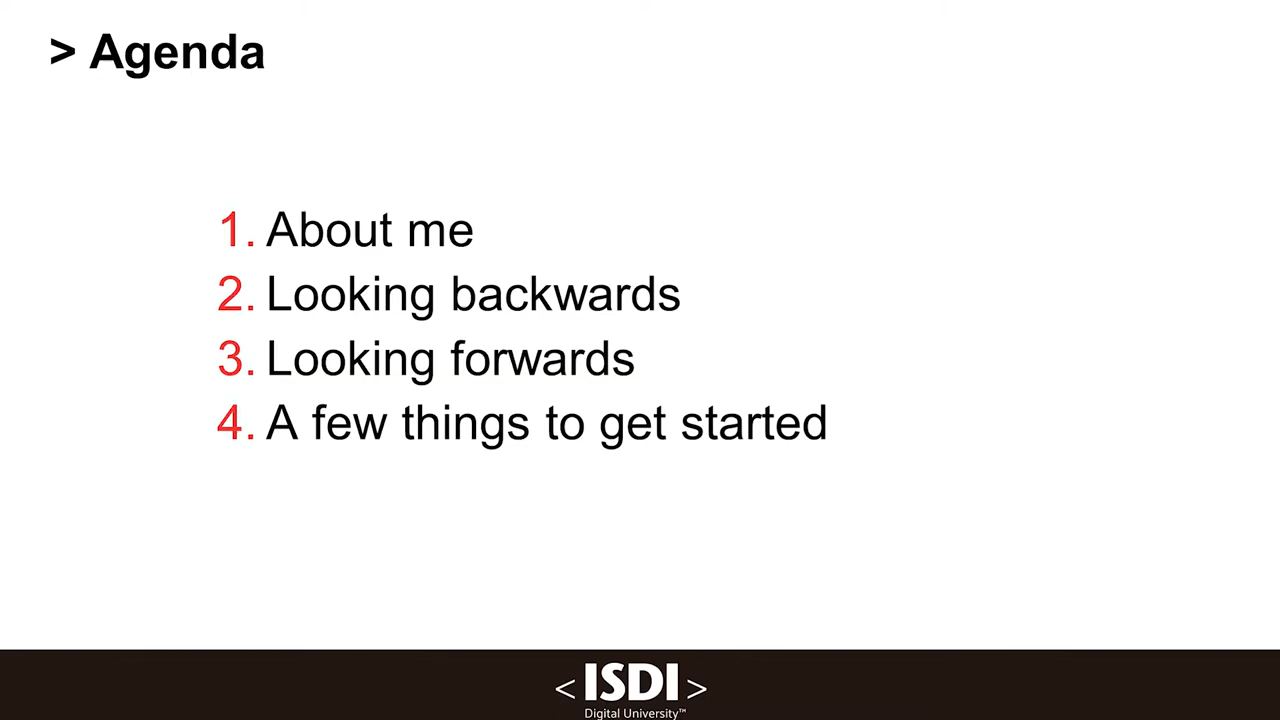 > Agenda
1. About me
2. Looking backwards
3. Looking forwards
4. A few things to get started
<ISDI>
Digital University™